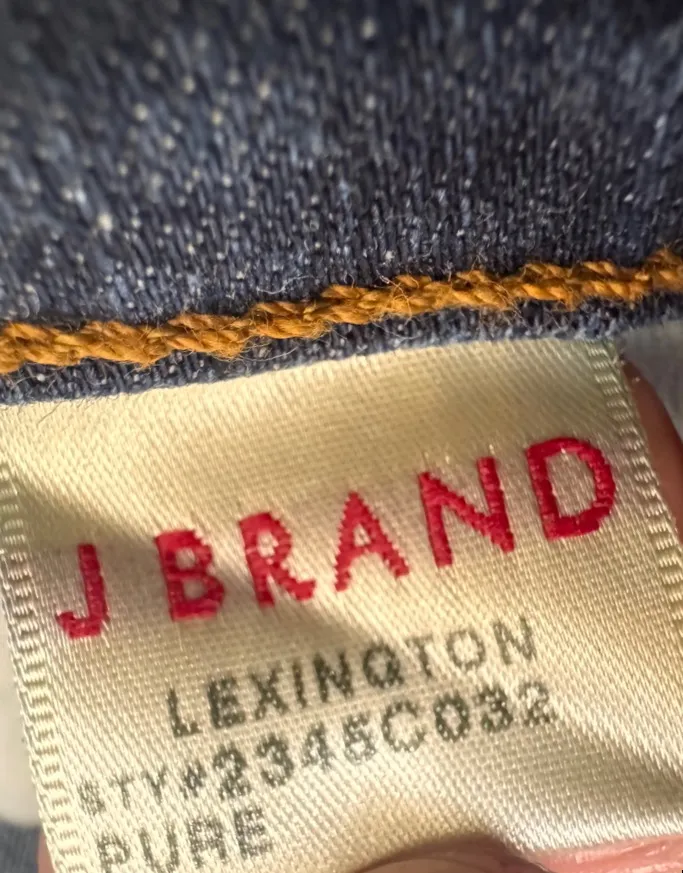 J BRAND
LEXINGTON
STY#2345C032
PURE